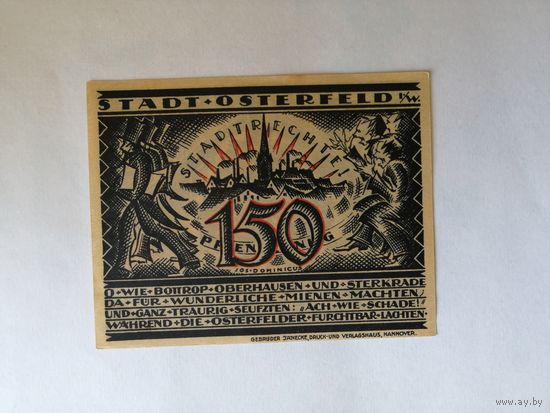 STADT · OSTERFELD I/W.
STADTRECHTE!
150
PFENNIG
JOS·DOMINICUS
O · WIE · BOTTROP · OBERHAUSEN · UND · STERKRADE
DA · FÜR · WUNDERLICHE · MIENEN · MACHTEN /
UND · GANZ · TRAURIG · SEUFZTEN : „ACH · WIE · SCHADE!“
WÄHREND · DIE · OSTERFELDER · FURCHTBAR · LACHTEN ·
GEBRÜDER JÄNECKE, DRUCK- UND VERLAGSHAUS, HANNOVER.
www.ay.by